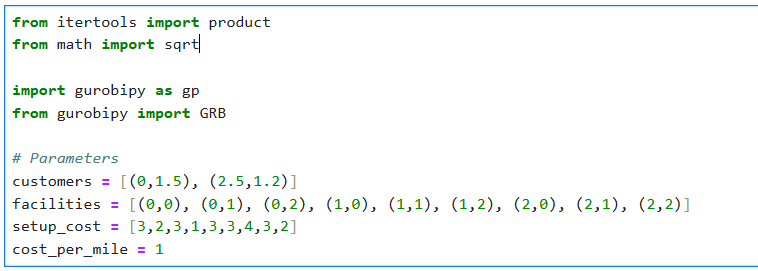 from itertools import product
from math import sqrt
import gurobipy as gp
from gurobipy import GRB
# Parameters
customers = [(0,1.5), (2.5,1.2)]
facilities = [(0,0), (0,1), (0,2), (1,0), (1,1), (1,2), (2,0), (2,1), (2,2)]
setup_cost = [3,2,3,1,3,3,4,3,2]
cost_per_mile = 1